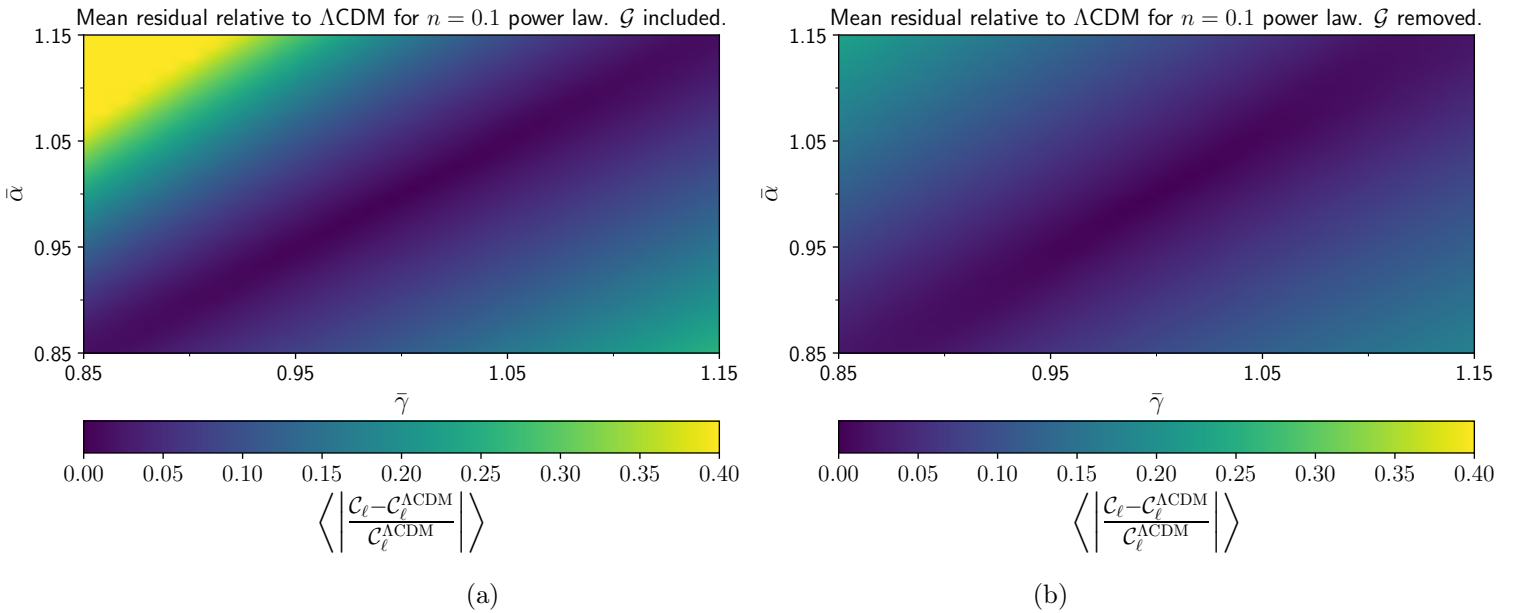 Mean residual relative to ΛCDM for n = 0.1 power law. 𝒢 included.
1.15
1.05
0.95
0.85
ᾱ
0.85 0.95 1.05 1.15
γ̄
0.00 0.05 0.10 0.15 0.20 0.25 0.30 0.35 0.40
⟨|(𝒞_ℓ−𝒞_ℓ^ΛCDM)/𝒞_ℓ^ΛCDM|⟩
(a)
Mean residual relative to ΛCDM for n = 0.1 power law. 𝒢 removed.
1.15
1.05
0.95
0.85
ᾱ
0.85 0.95 1.05 1.15
γ̄
0.00 0.05 0.10 0.15 0.20 0.25 0.30 0.35 0.40
⟨|(𝒞_ℓ−𝒞_ℓ^ΛCDM)/𝒞_ℓ^ΛCDM|⟩
(b)